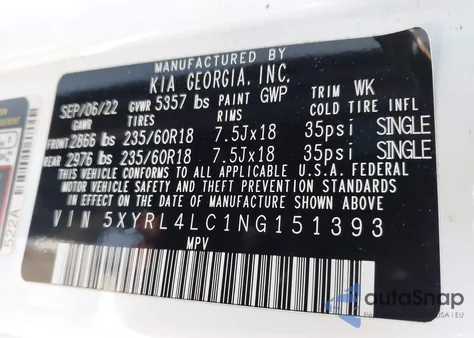 MANUFACTURED BY
KIA GEORGIA, INC.
SEP/06/22 GVWR 5357 lbs PAINT GWP TRIM WK
GAWR TIRES RIMS COLD TIRE INFL
FRONT 2866 lbs 235/60R18 7.5Jx18 35psi SINGLE
REAR 2976 lbs 235/60R18 7.5Jx18 35psi SINGLE
THIS VEHICLE CONFORMS TO ALL APPLICABLE U.S.A. FEDERAL
MOTOR VEHICLE SAFETY AND THEFT PREVENTION STANDARDS
IN EFFECT ON THE DATE OF MANUFACTURE SHOWN ABOVE
VIN 5XYRL4LC1NG151393
MPV
J522A
autoSnap
USA | EU